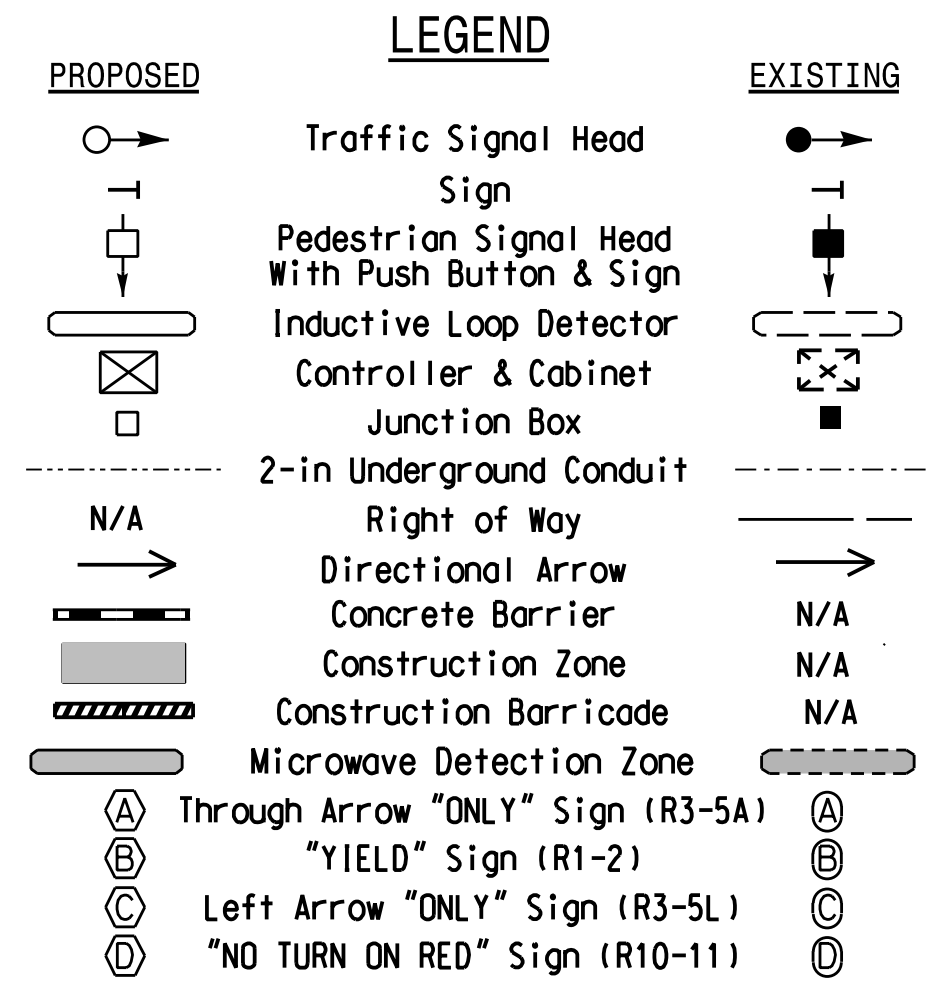 LEGEND
PROPOSED EXISTING
Traffic Signal Head
Sign
Pedestrian Signal Head
With Push Button & Sign
Inductive Loop Detector
Controller & Cabinet
Junction Box
2-in Underground Conduit
N/A Right of Way
Directional Arrow
Concrete Barrier N/A
Construction Zone N/A
Construction Barricade N/A
Microwave Detection Zone
A Through Arrow "ONLY" Sign (R3-5A) A
B "YIELD" Sign (R1-2) B
C Left Arrow "ONLY" Sign (R3-5L) C
D "NO TURN ON RED" Sign (R10-11) D